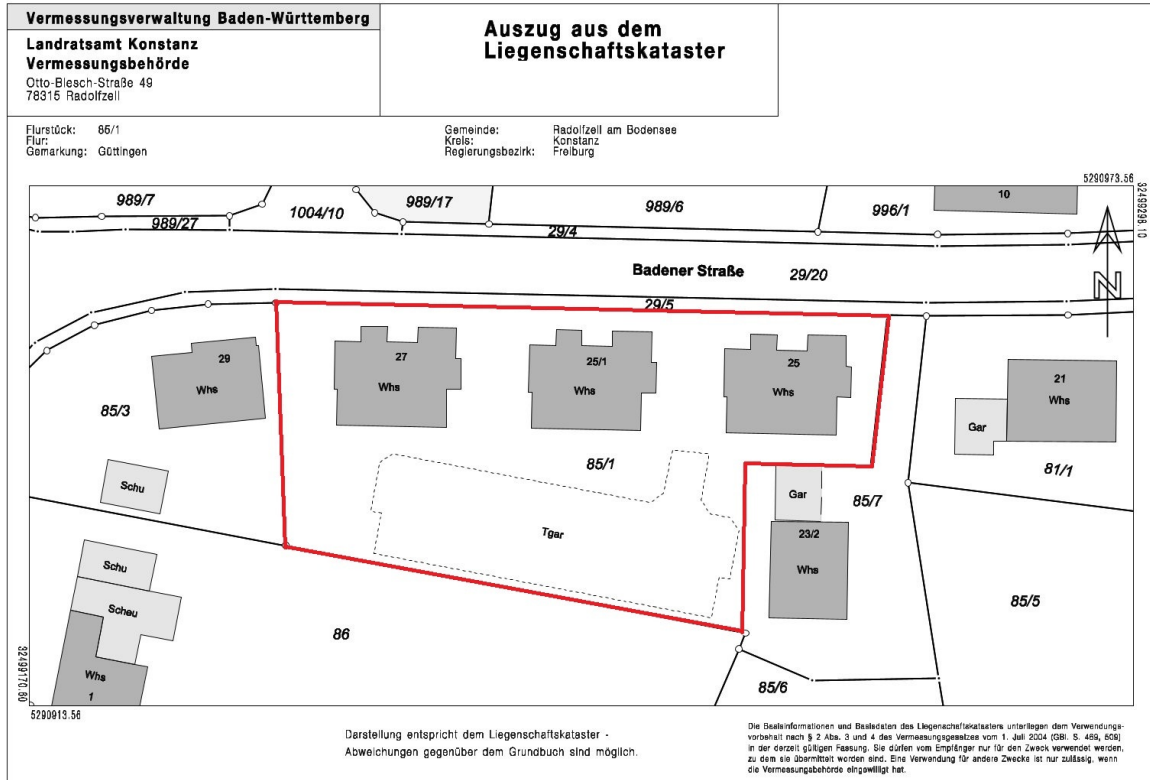 Vermessungsverwaltung Baden-Württemberg
Landratsamt Konstanz
Vermessungsbehörde
Otto-Blesch-Straße 49
78315 Radolfzell
Auszug aus dem
Liegenschaftskataster
Flurstück: 85/1
Flur:
Gemarkung: Güttingen
Gemeinde: Radolfzell am Bodensee
Kreis: Konstanz
Regierungsbezirk: Freiburg
5290973.56
32499298.10
989/7
989/27
1004/10
989/17
989/6
996/1
10
29/4
Badener Straße
29/20
29/5
N
29
Whs
27
Whs
25/1
Whs
25
Whs
21
Whs
Gar
85/3
85/1
81/1
Schu
Gar
85/7
Tgar
23/2
Whs
Schu
Scheu
85/5
86
Whs
1
85/6
32499170.80
5290913.56
Darstellung entspricht dem Liegenschaftskataster -
Abweichungen gegenüber dem Grundbuch sind möglich.
Die Basisinformationen und Basisdaten des Liegenschaftskatasters unterliegen dem Verwendungs-
vorbehalt nach § 2 Abs. 3 und 4 des Vermessungsgesetzes vom 1. Juli 2004 (GBl. S. 469, 509)
in der derzeit gültigen Fassung. Sie dürfen vom Empfänger nur für den Zweck verwendet werden,
zu dem sie übermittelt worden sind. Eine Verwendung für andere Zwecke ist nur zulässig, wenn
die Vermessungsbehörde eingewilligt hat.